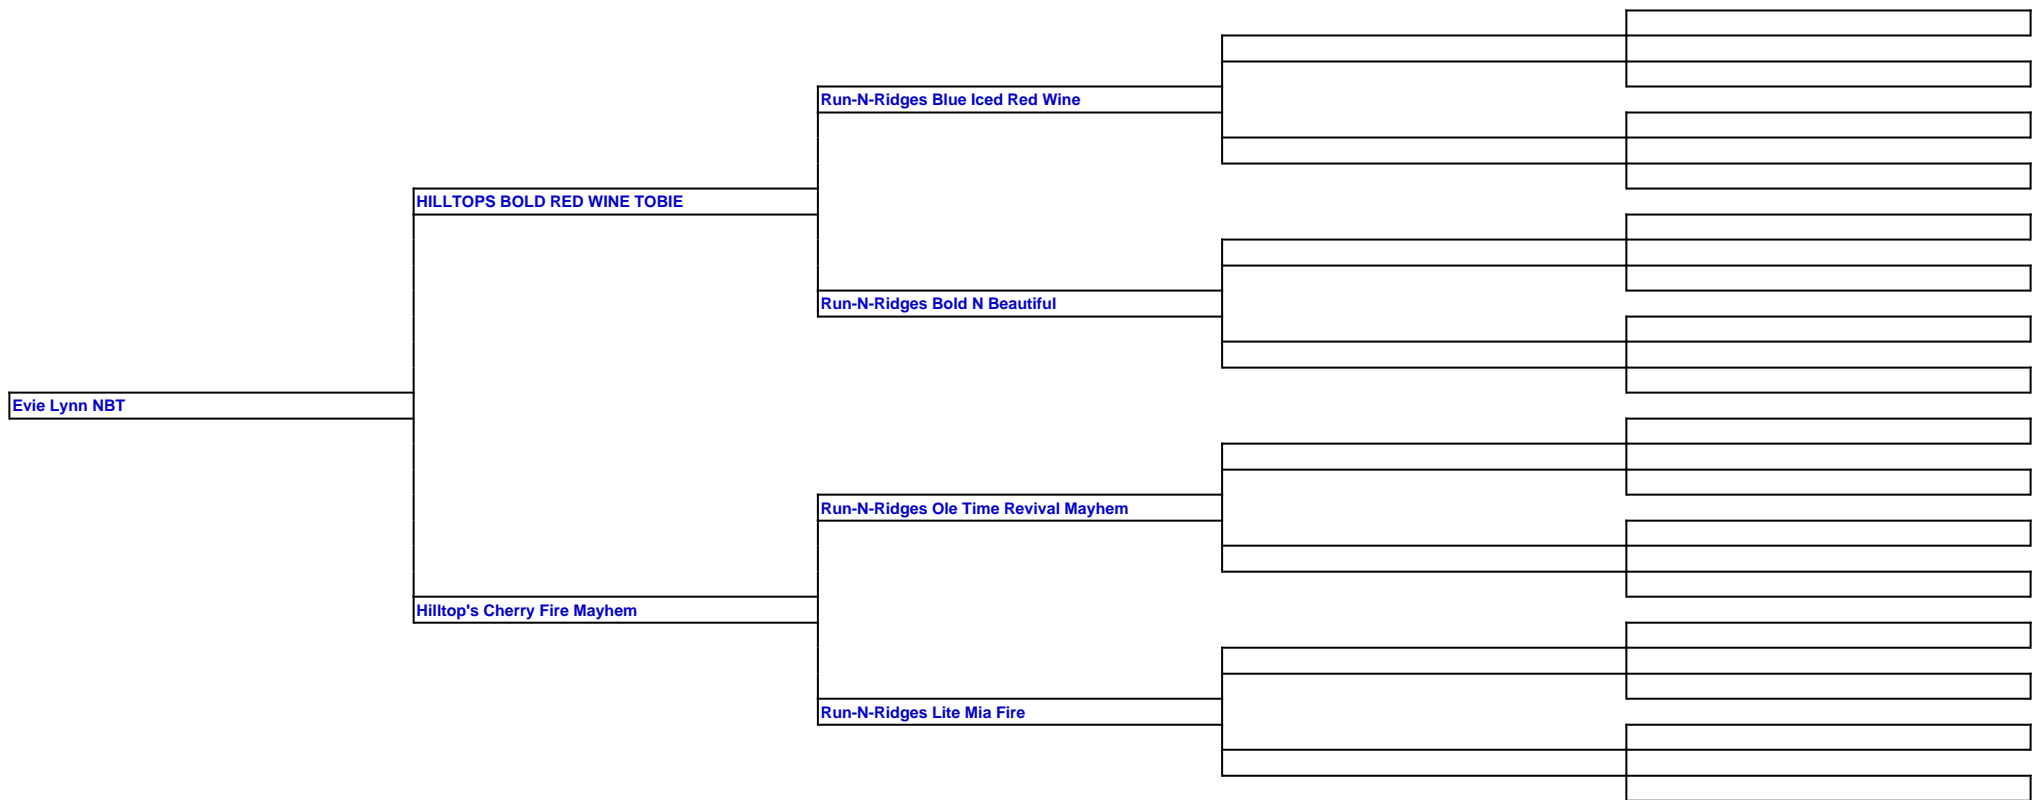 Run-N-Ridges Blue Iced Red Wine
HILLTOPS BOLD RED WINE TOBIE
Run-N-Ridges Bold N Beautiful
Evie Lynn NBT
Run-N-Ridges Ole Time Revival Mayhem
Hilltop's Cherry Fire Mayhem
Run-N-Ridges Lite Mia Fire